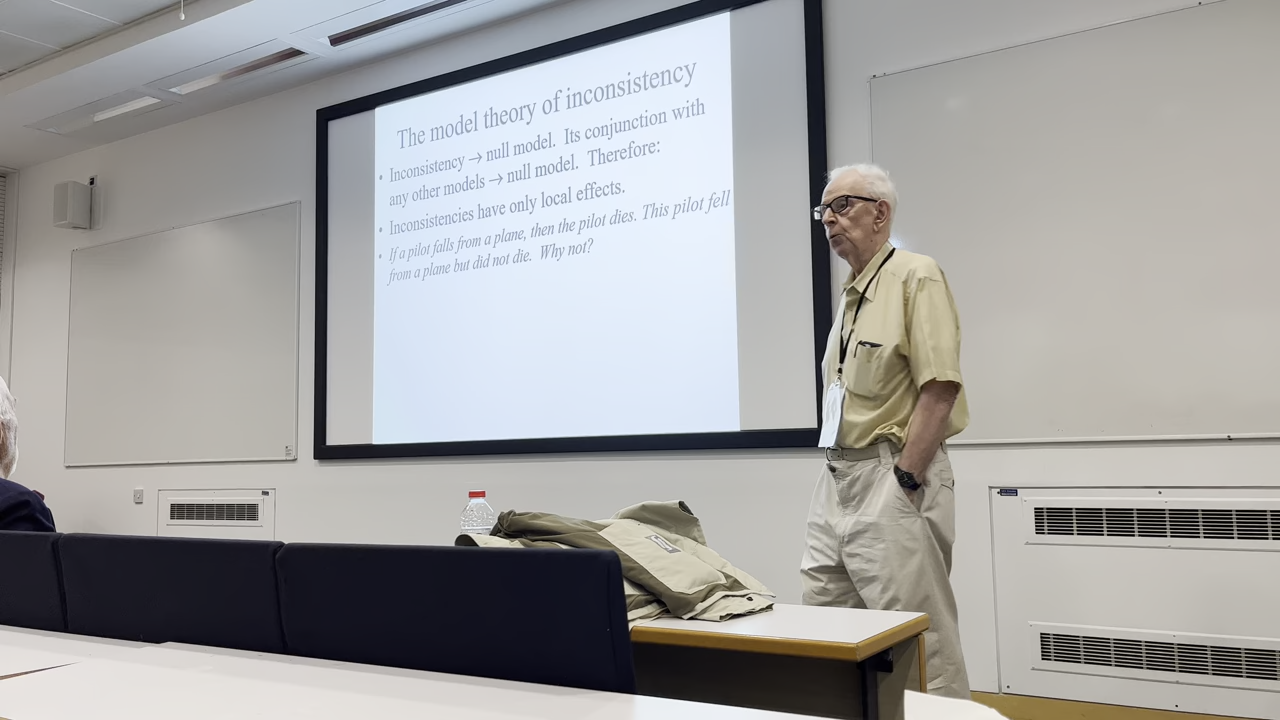 The model theory of inconsistency
• Inconsistency → null model. Its conjunction with
any other models → null model. Therefore:
• Inconsistencies have only local effects.
• If a pilot falls from a plane, then the pilot dies. This pilot fell
from a plane but did not die. Why not?